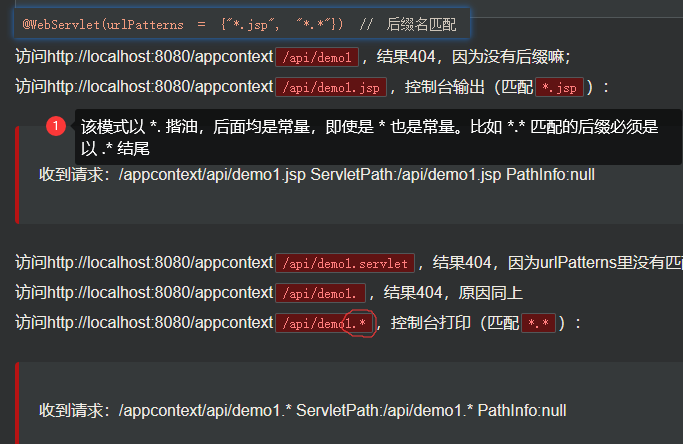 @WebServlet(urlPatterns = {"*.jsp", "*.*"}) // 后缀名匹配
访问http://localhost:8080/appcontext /api/demo1 ，结果404，因为没有后缀嘛；
访问http://localhost:8080/appcontext /api/demo1.jsp ，控制台输出（匹配 *.jsp ）：
1 该模式以 *. 揩油，后面均是常量，即使是 * 也是常量。比如 *.* 匹配的后缀必须是
以 .* 结尾
收到请求：/appcontext/api/demo1.jsp ServletPath:/api/demo1.jsp PathInfo:null
访问http://localhost:8080/appcontext /api/demo1.servlet ，结果404，因为urlPatterns里没有匹
访问http://localhost:8080/appcontext /api/demo1. ，结果404，原因同上
访问http://localhost:8080/appcontext /api/demo1.* ，控制台打印（匹配 *.* ）：
收到请求：/appcontext/api/demo1.* ServletPath:/api/demo1.* PathInfo:null